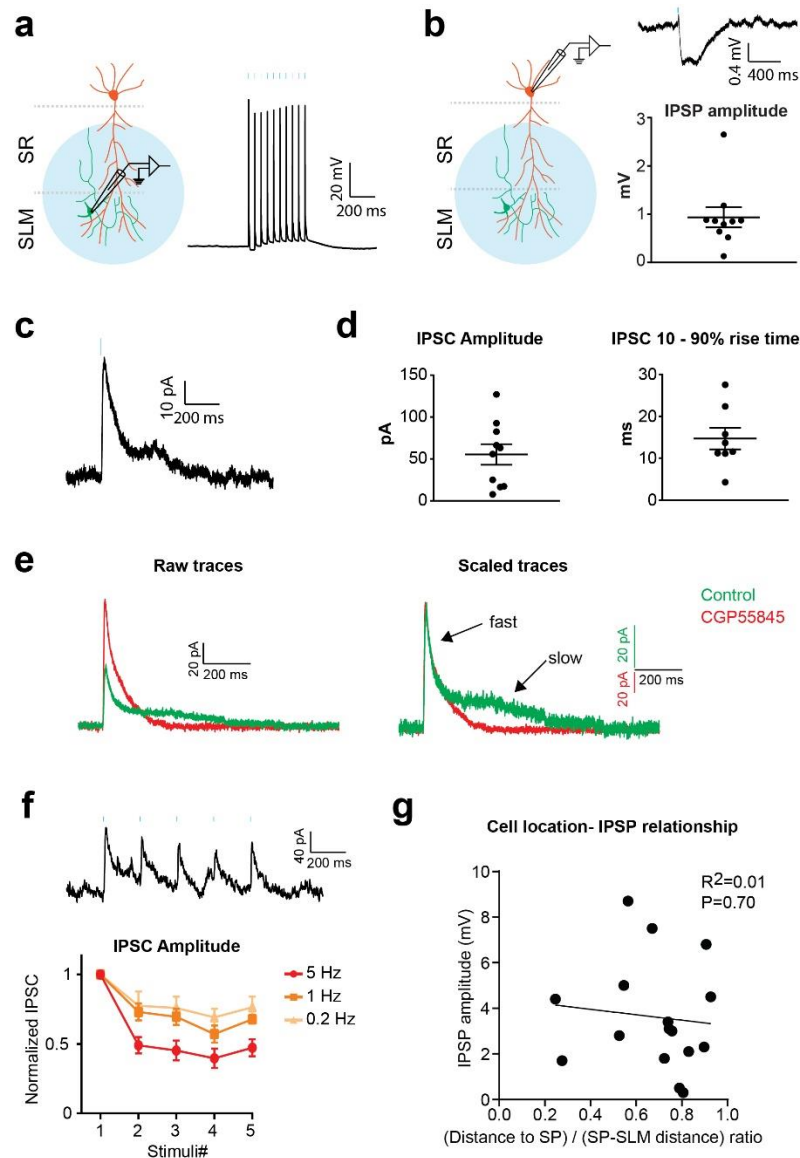 a
SR
SLM
20 mV
200 ms
b
SR
SLM
0.4 mV
400 ms
IPSP amplitude
mV
3
2
1
0
c
10 pA
200 ms
d
IPSC Amplitude
pA
150
100
50
0
IPSC 10 - 90% rise time
ms
30
20
10
0
e
Raw traces
20 pA
200 ms
Scaled traces
fast
slow
Control
CGP55845
20 pA
20 pA
200 ms
f
40 pA
200 ms
IPSC Amplitude
Normalized IPSC
1
0.5
0
1 2 3 4 5
Stimuli#
5 Hz
1 Hz
0.2 Hz
g
Cell location- IPSP relationship
R2=0.01
P=0.70
IPSP amplitude (mV)
10
8
6
4
2
0
0.0 0.2 0.4 0.6 0.8 1.0
(Distance to SP) / (SP-SLM distance) ratio